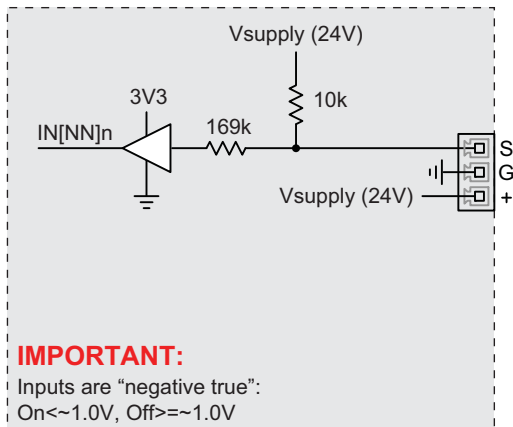 Vsupply (24V)
3V3
10k
IN[NN]n
169k
S
G
Vsupply (24V)
+
IMPORTANT:
Inputs are “negative true”:
On<~1.0V, Off>=~1.0V